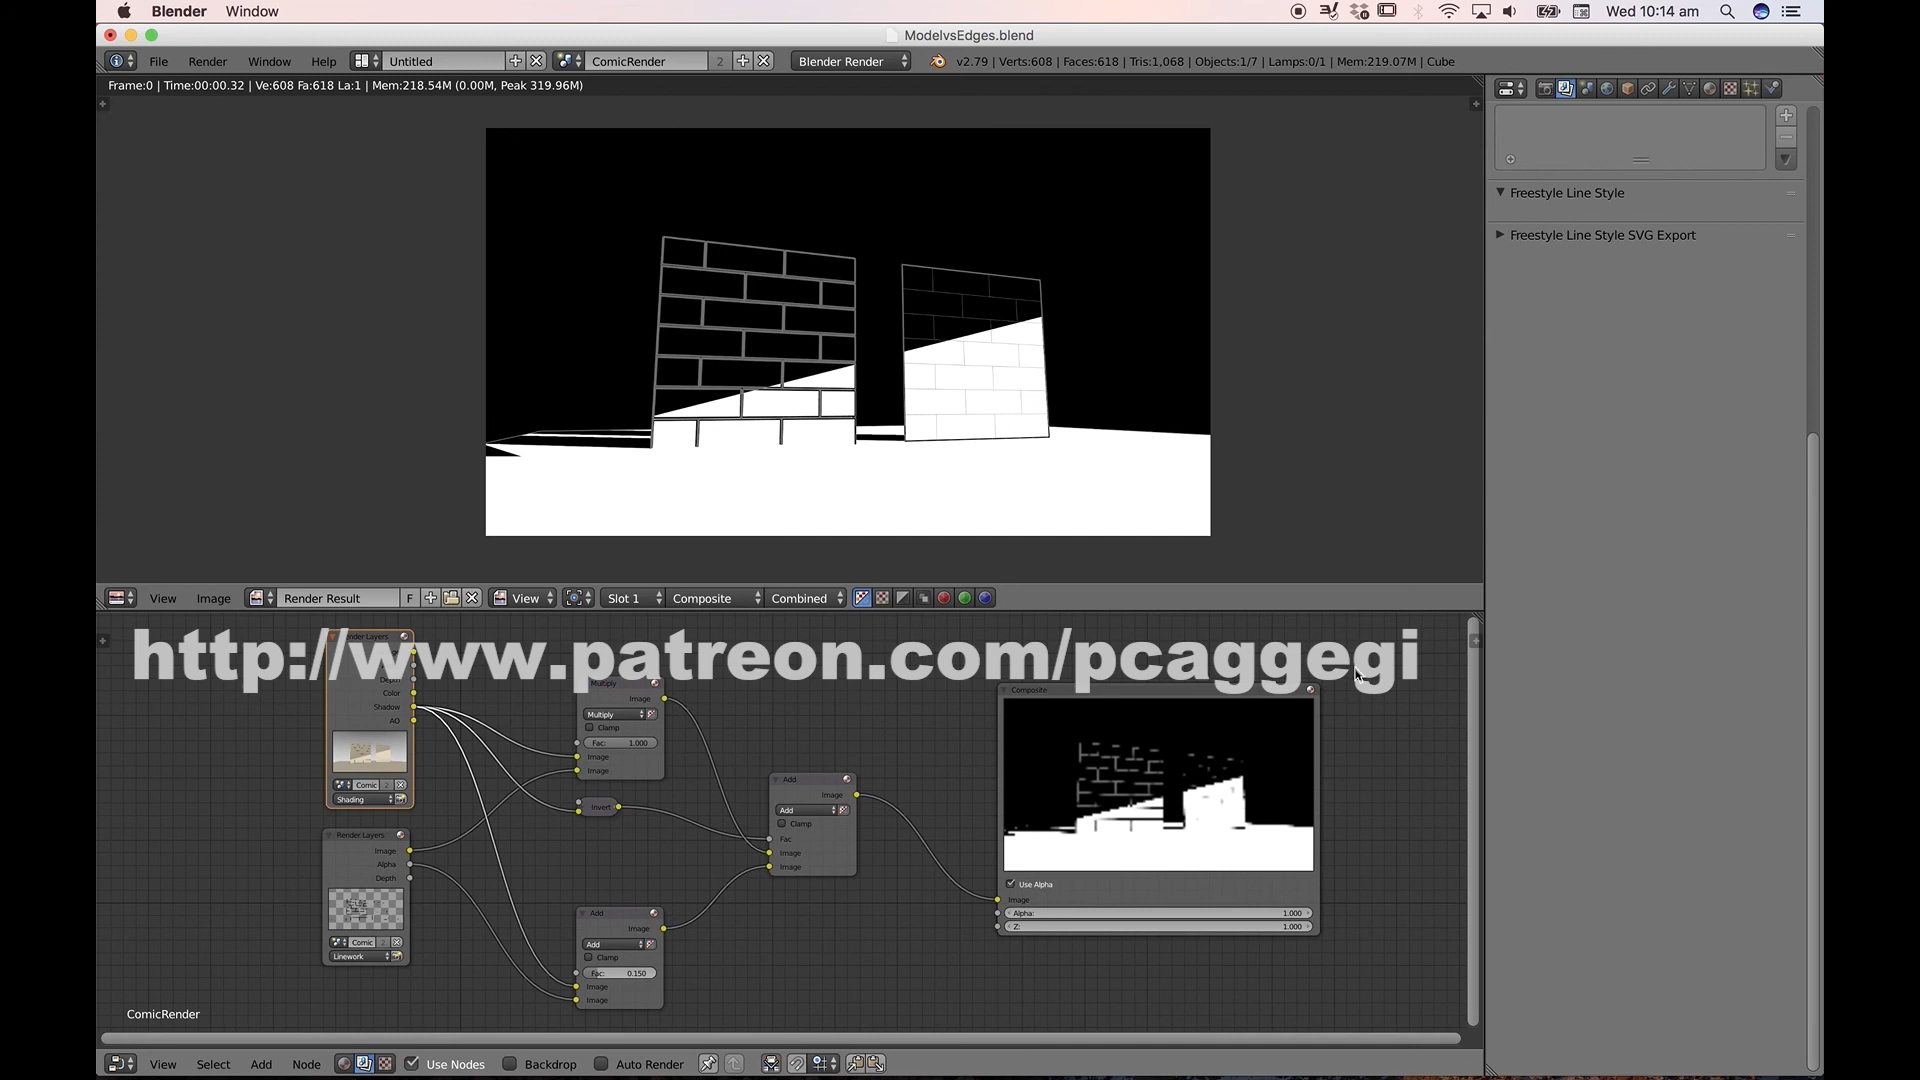 Blender Window Wed 10:14 am
ModelvsEdges.blend
File Render Window Help Untitled ComicRender 2 Blender Render v2.79 | Verts:608 | Faces:618 | Tris:1,068 | Objects:1/7 | Lamps:0/1 | Mem:219.07M | Cube
Frame:0 | Time:00:00.32 | Ve:608 Fa:618 La:1 | Mem:218.54M (0.00M, Peak 319.96M)
Freestyle Line Style
Freestyle Line Style SVG Export
View Image Render Result F View Slot 1 Composite Combined
http://www.patreon.com/pcaggegi
Render Layers
Depth
Color
Shadow
AO
Comic 2
Shading
Render Layers
Image
Alpha
Depth
Comic 2
Linework
Multiply
Image
Multiply
Clamp
Fac: 1.000
Image
Image
Invert
Add
Image
Add
Clamp
Fac: 0.150
Image
Image
Add
Image
Add
Clamp
Fac
Image
Image
Composite
Use Alpha
Image
Alpha: 1.000
Z: 1.000
ComicRender
View Select Add Node Use Nodes Backdrop Auto Render